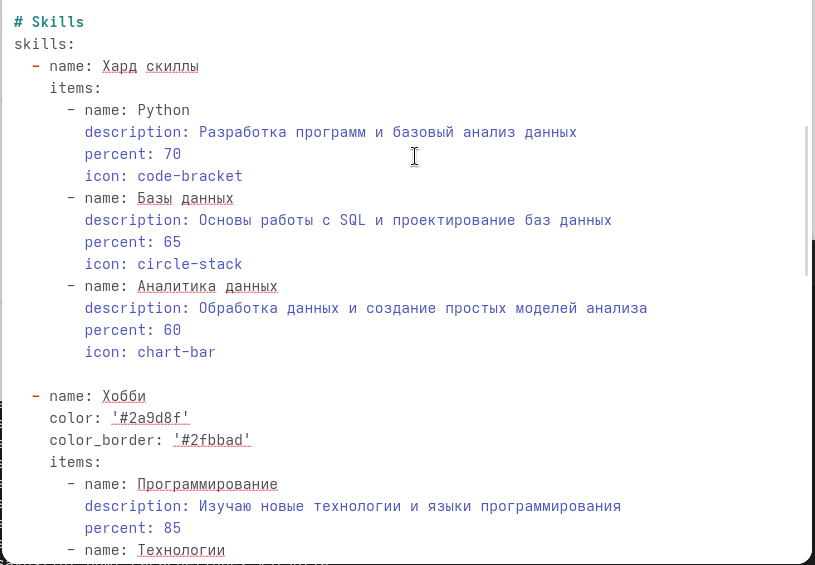 # Skills
skills:
  - name: Хард скиллы
    items:
      - name: Python
        description: Разработка программ и базовый анализ данных
        percent: 70
        icon: code-bracket
      - name: Базы данных
        description: Основы работы с SQL и проектирование баз данных
        percent: 65
        icon: circle-stack
      - name: Аналитика данных
        description: Обработка данных и создание простых моделей анализа
        percent: 60
        icon: chart-bar
  - name: Хобби
    color: '#2a9d8f'
    color_border: '#2fbbad'
    items:
      - name: Программирование
        description: Изучаю новые технологии и языки программирования
        percent: 85
      - name: Технологии